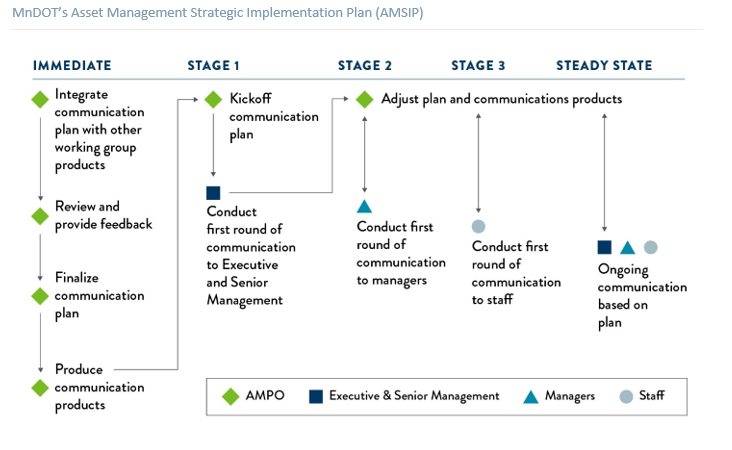 MnDOT's Asset Management Strategic Implementation Plan (AMSIP)
IMMEDIATE
STAGE 1
STAGE 2
STAGE 3
STEADY STATE
Integrate
communication
plan with other
working group
products
Review and
provide feedback
Finalize
communication
plan
Produce
communication
products
Kickoff
communication
plan
Conduct
first round of
communication
to Executive
and Senior
Management
Adjust plan and communications products
Conduct first
round of
communication
to managers
Conduct first
round of
communication
to staff
Ongoing
communication
based on
plan
AMPO
Executive & Senior Management
Managers
Staff